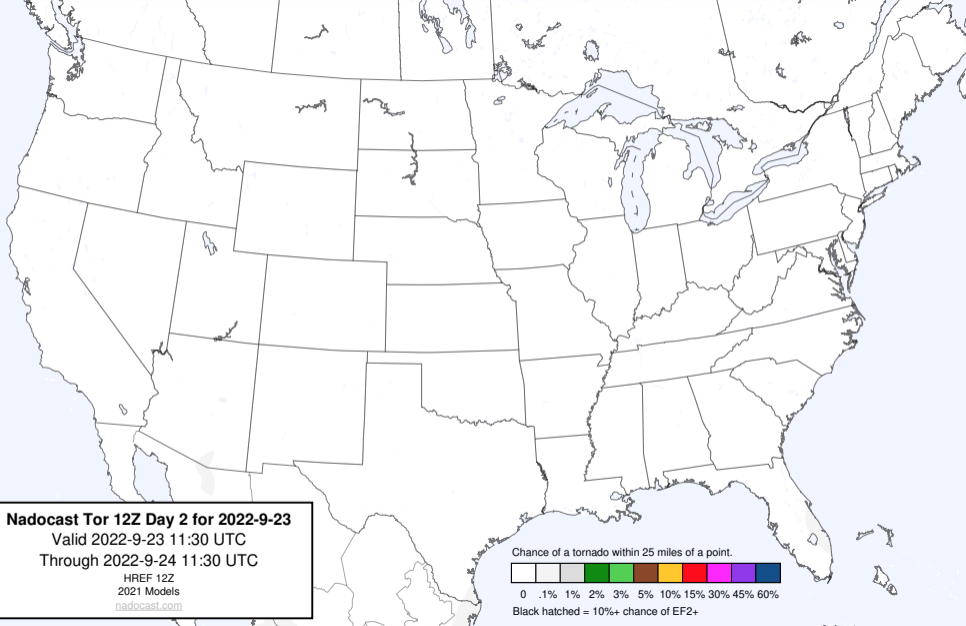 Nadocast Tor 12Z Day 2 for 2022-9-23
Valid 2022-9-23 11:30 UTC
Through 2022-9-24 11:30 UTC
HREF 12Z
2021 Models
nadocast.com
Chance of a tornado within 25 miles of a point.
0 .1% 1% 2% 3% 5% 10% 15% 30% 45% 60%
Black hatched = 10%+ chance of EF2+